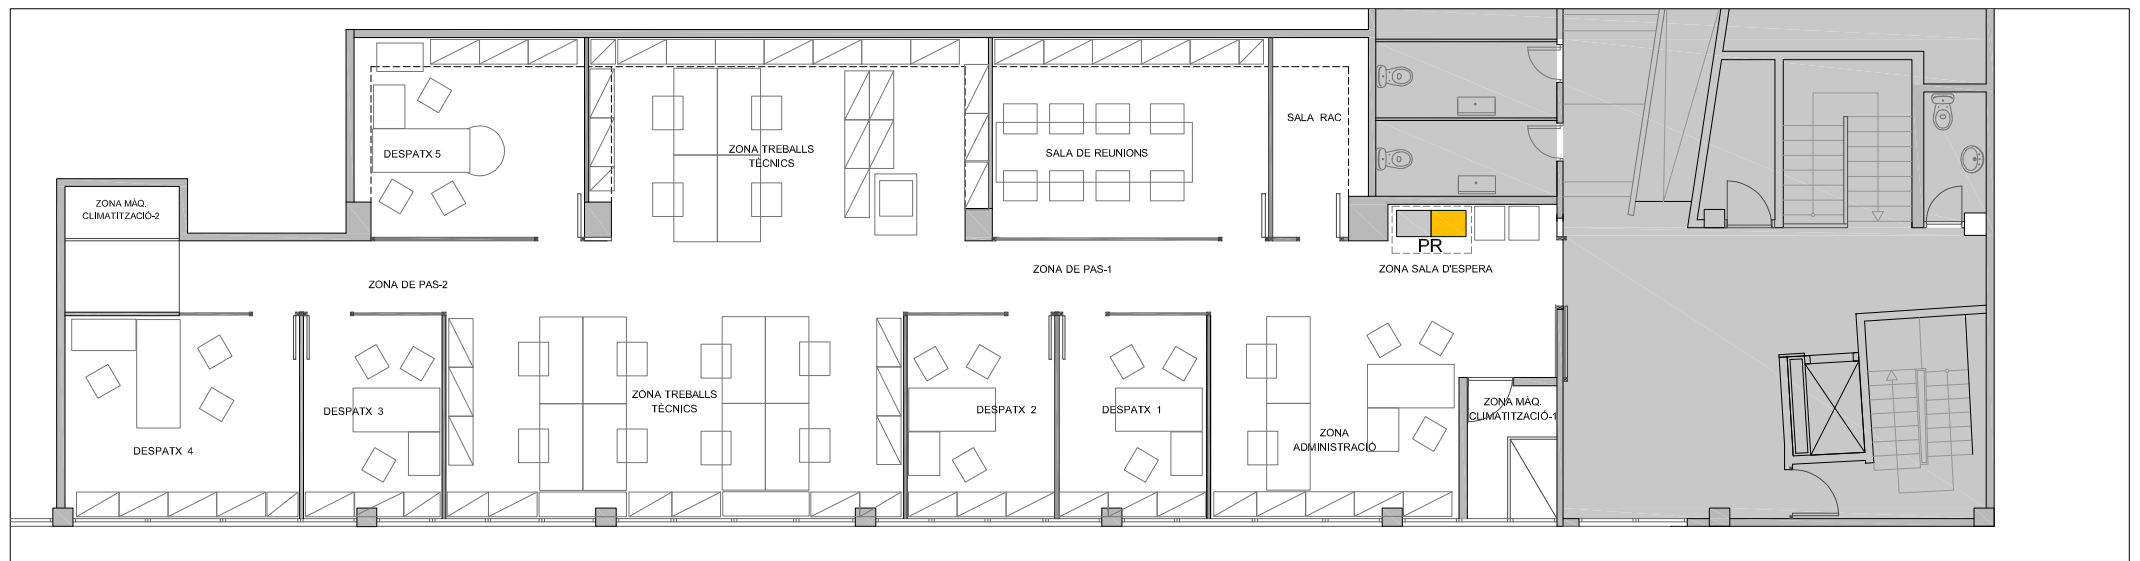 SALA RAC
DESPATX 5
ZONA TREBALLS
TÈCNICS
SALA DE REUNIONS
ZONA MÀQ.
CLIMATITZACIÓ-2
PR
ZONA DE PAS-2
ZONA DE PAS-1
ZONA SALA D'ESPERA
DESPATX 4
DESPATX 3
ZONA TREBALLS
TÈCNICS
DESPATX 2
DESPATX 1
ZONA
ADMINISTRACIÓ
ZONA MÀQ.
CLIMATITZACIÓ-1